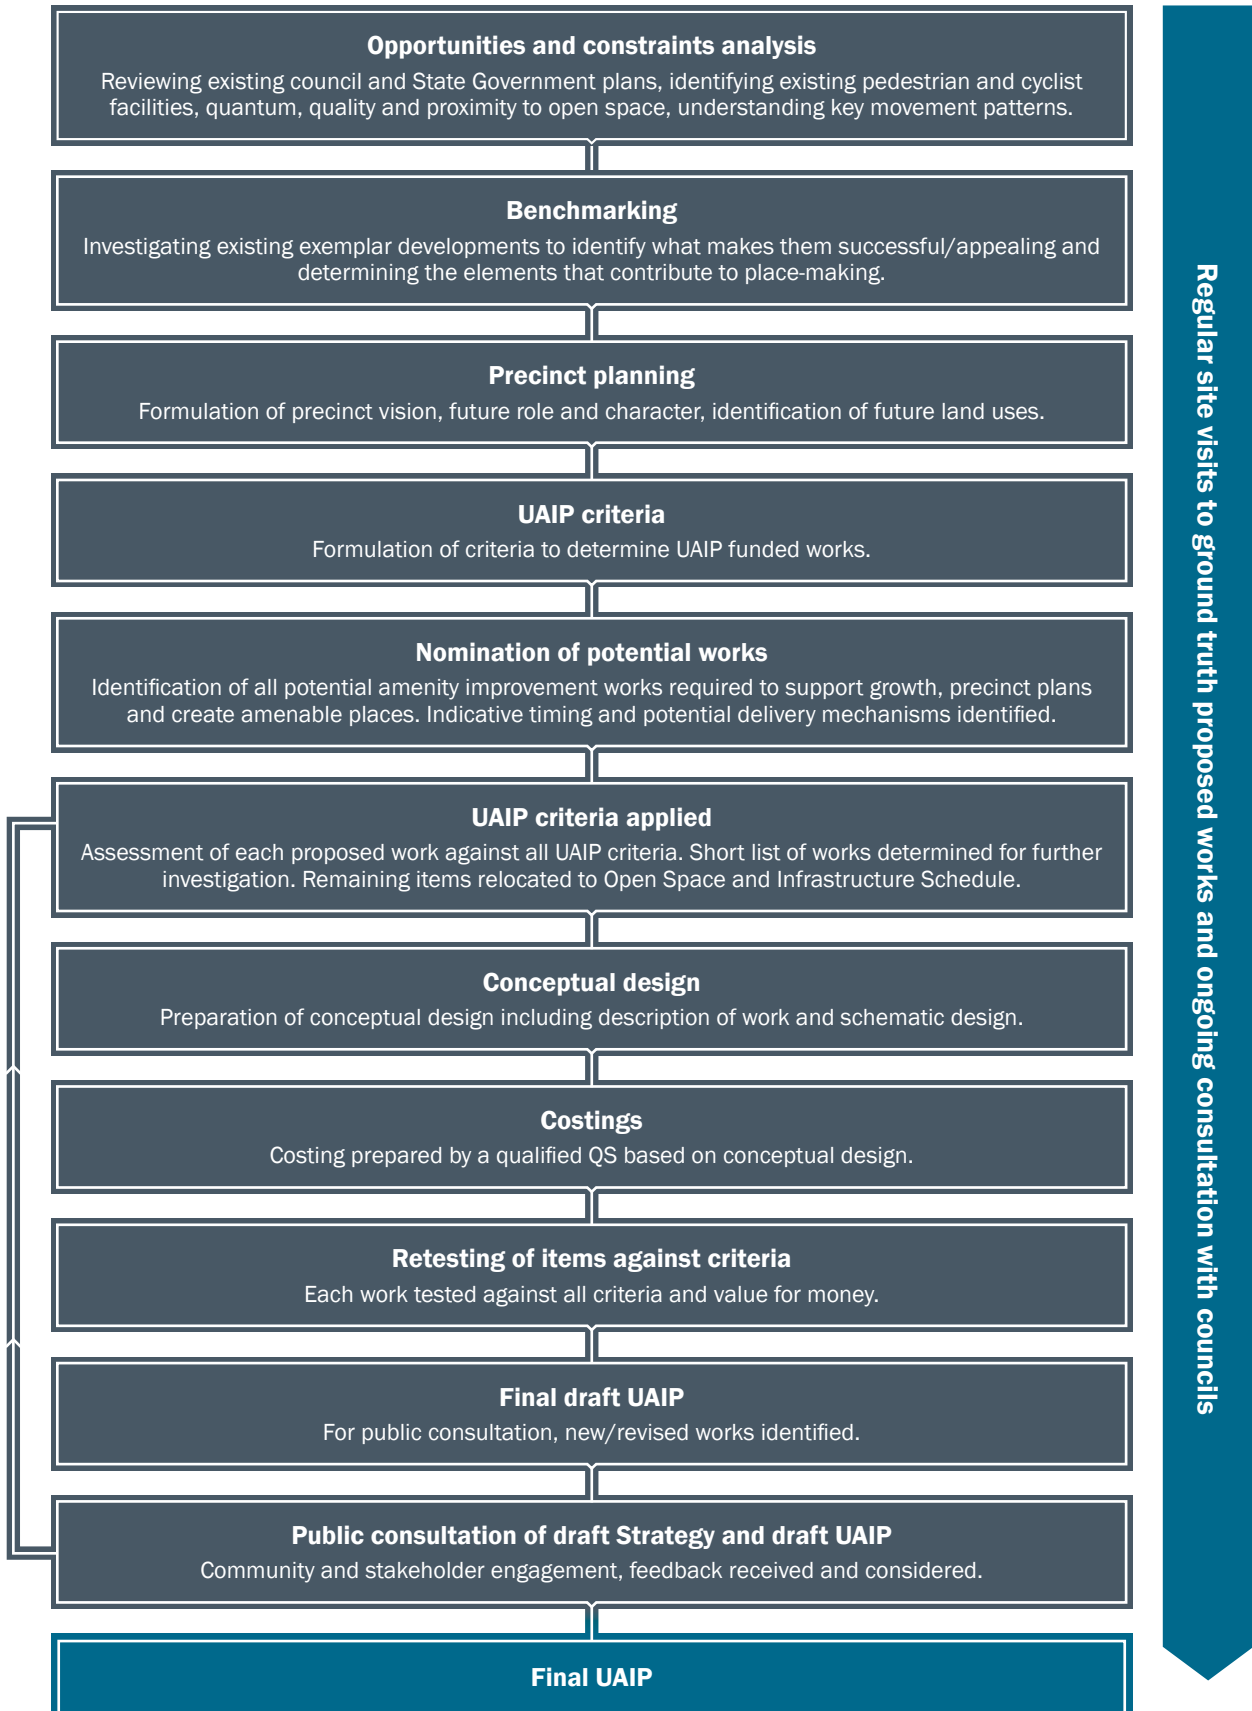 Opportunities and constraints analysis
Reviewing existing council and State Government plans, identifying existing pedestrian and cyclist
facilities, quantum, quality and proximity to open space, understanding key movement patterns.
Benchmarking
Investigating existing exemplar developments to identify what makes them successful/appealing and
determining the elements that contribute to place-making.
Precinct planning
Formulation of precinct vision, future role and character, identification of future land uses.
UAIP criteria
Formulation of criteria to determine UAIP funded works.
Nomination of potential works
Identification of all potential amenity improvement works required to support growth, precinct plans
and create amenable places. Indicative timing and potential delivery mechanisms identified.
UAIP criteria applied
Assessment of each proposed work against all UAIP criteria. Short list of works determined for further
investigation. Remaining items relocated to Open Space and Infrastructure Schedule.
Conceptual design
Preparation of conceptual design including description of work and schematic design.
Costings
Costing prepared by a qualified QS based on conceptual design.
Retesting of items against criteria
Each work tested against all criteria and value for money.
Final draft UAIP
For public consultation, new/revised works identified.
Public consultation of draft Strategy and draft UAIP
Community and stakeholder engagement, feedback received and considered.
Final UAIP
Regular site visits to ground truth proposed works and ongoing consultation with councils